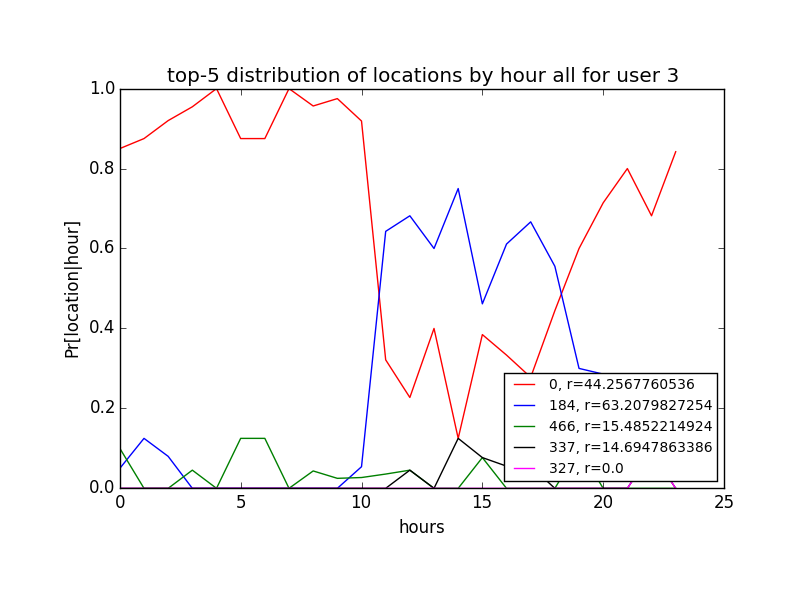 top-5 distribution of locations by hour all for user 3
Pr[location|hour]
1.0
0.8
0.6
0.4
0.2
0.0
0 5 10 15 20 25
hours
0, r=44.2567760536
184, r=63.2079827254
466, r=15.4852214924
337, r=14.6947863386
327, r=0.0